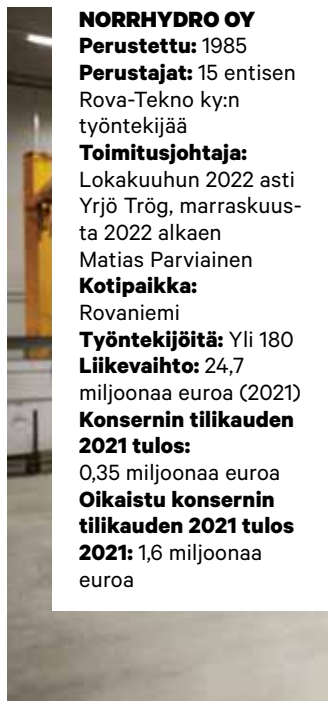 NORRHYDRO OY
Perustettu: 1985
Perustajat: 15 entisen
Rova-Tekno ky:n
työntekijää
Toimitusjohtaja:
Lokakuuhun 2022 asti
Yrjö Trög, marraskuus-
ta 2022 alkaen
Matias Parviainen
Kotipaikka:
Rovaniemi
Työntekijöitä: Yli 180
Liikevaihto: 24,7
miljoonaa euroa (2021)
Konsernin tilikauden
2021 tulos:
0,35 miljoonaa euroa
Oikaistu konsernin
tilikauden 2021 tulos
2021: 1,6 miljoonaa
euroa